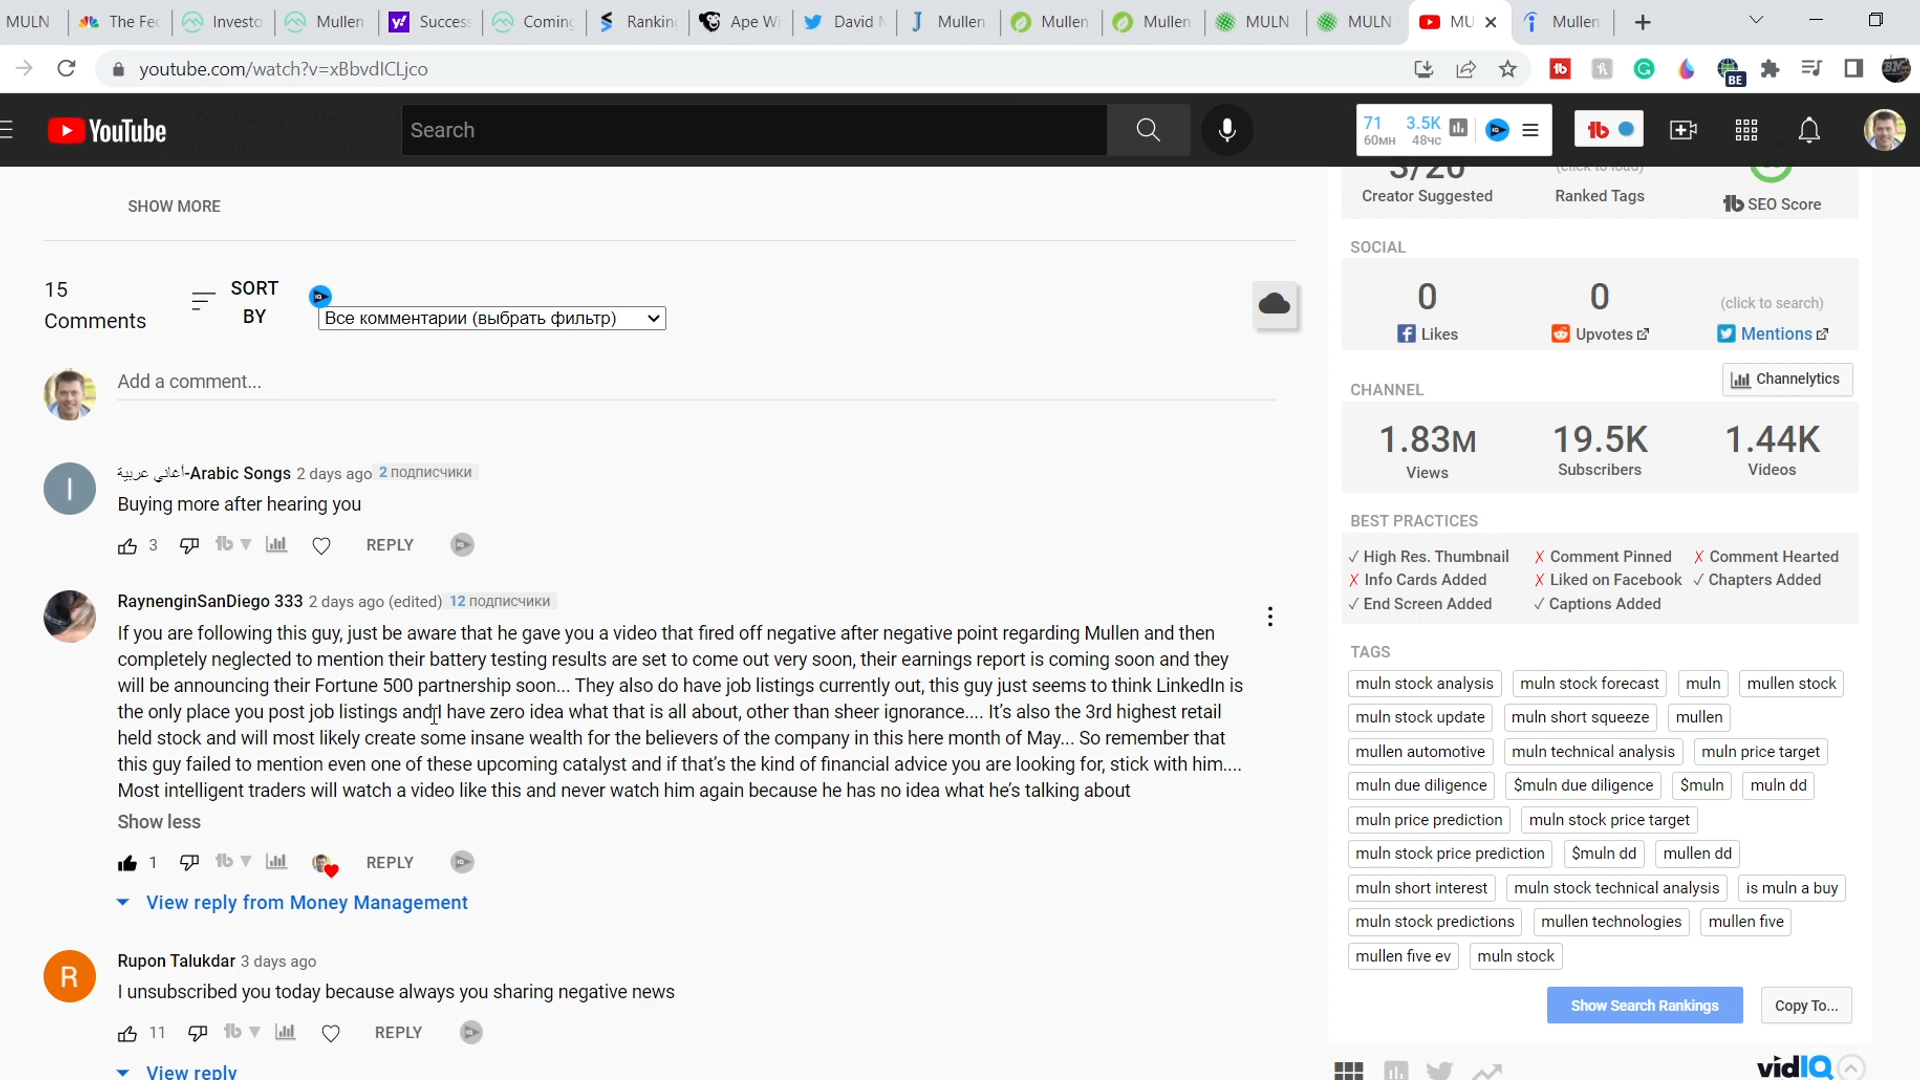 MULN
The Fed
Investo
Mullen
Success
Coming
Ranking
Ape Wi
David M
Mullen
Mullen
Mullen
MULN
MULN
MU
Mullen
youtube.com/watch?v=xBbvdICLjco
BE
YouTube
Search
71
60мн
3.5K
48чс
SHOW MORE
15
Comments
SORT
BY
Все комментарии (выбрать фильтр)
Add a comment...
أغاني عربية-Arabic Songs 2 days ago 2 подписчики
Buying more after hearing you
3 REPLY
RaynenginSanDiego 333 2 days ago (edited) 12 подписчики
If you are following this guy, just be aware that he gave you a video that fired off negative after negative point regarding Mullen and then
completely neglected to mention their battery testing results are set to come out very soon, their earnings report is coming soon and they
will be announcing their Fortune 500 partnership soon... They also do have job listings currently out, this guy just seems to think LinkedIn is
the only place you post job listings and I have zero idea what that is all about, other than sheer ignorance.... It's also the 3rd highest retail
held stock and will most likely create some insane wealth for the believers of the company in this here month of May... So remember that
this guy failed to mention even one of these upcoming catalyst and if that's the kind of financial advice you are looking for, stick with him....
Most intelligent traders will watch a video like this and never watch him again because he has no idea what he's talking about
Show less
1 REPLY
View reply from Money Management
R
Rupon Talukdar 3 days ago
I unsubscribed you today because always you sharing negative news
11 REPLY
View reply
3/20
Creator Suggested
(click to load)
Ranked Tags
SEO Score
SOCIAL
0
Likes
0
Upvotes
(click to search)
Mentions
CHANNEL
Channelytics
1.83M
Views
19.5K
Subscribers
1.44K
Videos
BEST PRACTICES
✓ High Res. Thumbnail ✗ Comment Pinned ✗ Comment Hearted
✗ Info Cards Added ✗ Liked on Facebook ✓ Chapters Added
✓ End Screen Added ✓ Captions Added
TAGS
muln stock analysis muln stock forecast muln mullen stock
muln stock update muln short squeeze mullen
mullen automotive muln technical analysis muln price target
muln due diligence $muln due diligence $muln muln dd
muln price prediction muln stock price target
muln stock price prediction $muln dd mullen dd
muln short interest muln stock technical analysis is muln a buy
muln stock predictions mullen technologies mullen five
mullen five ev muln stock
Show Search Rankings Copy To...
vidIQ